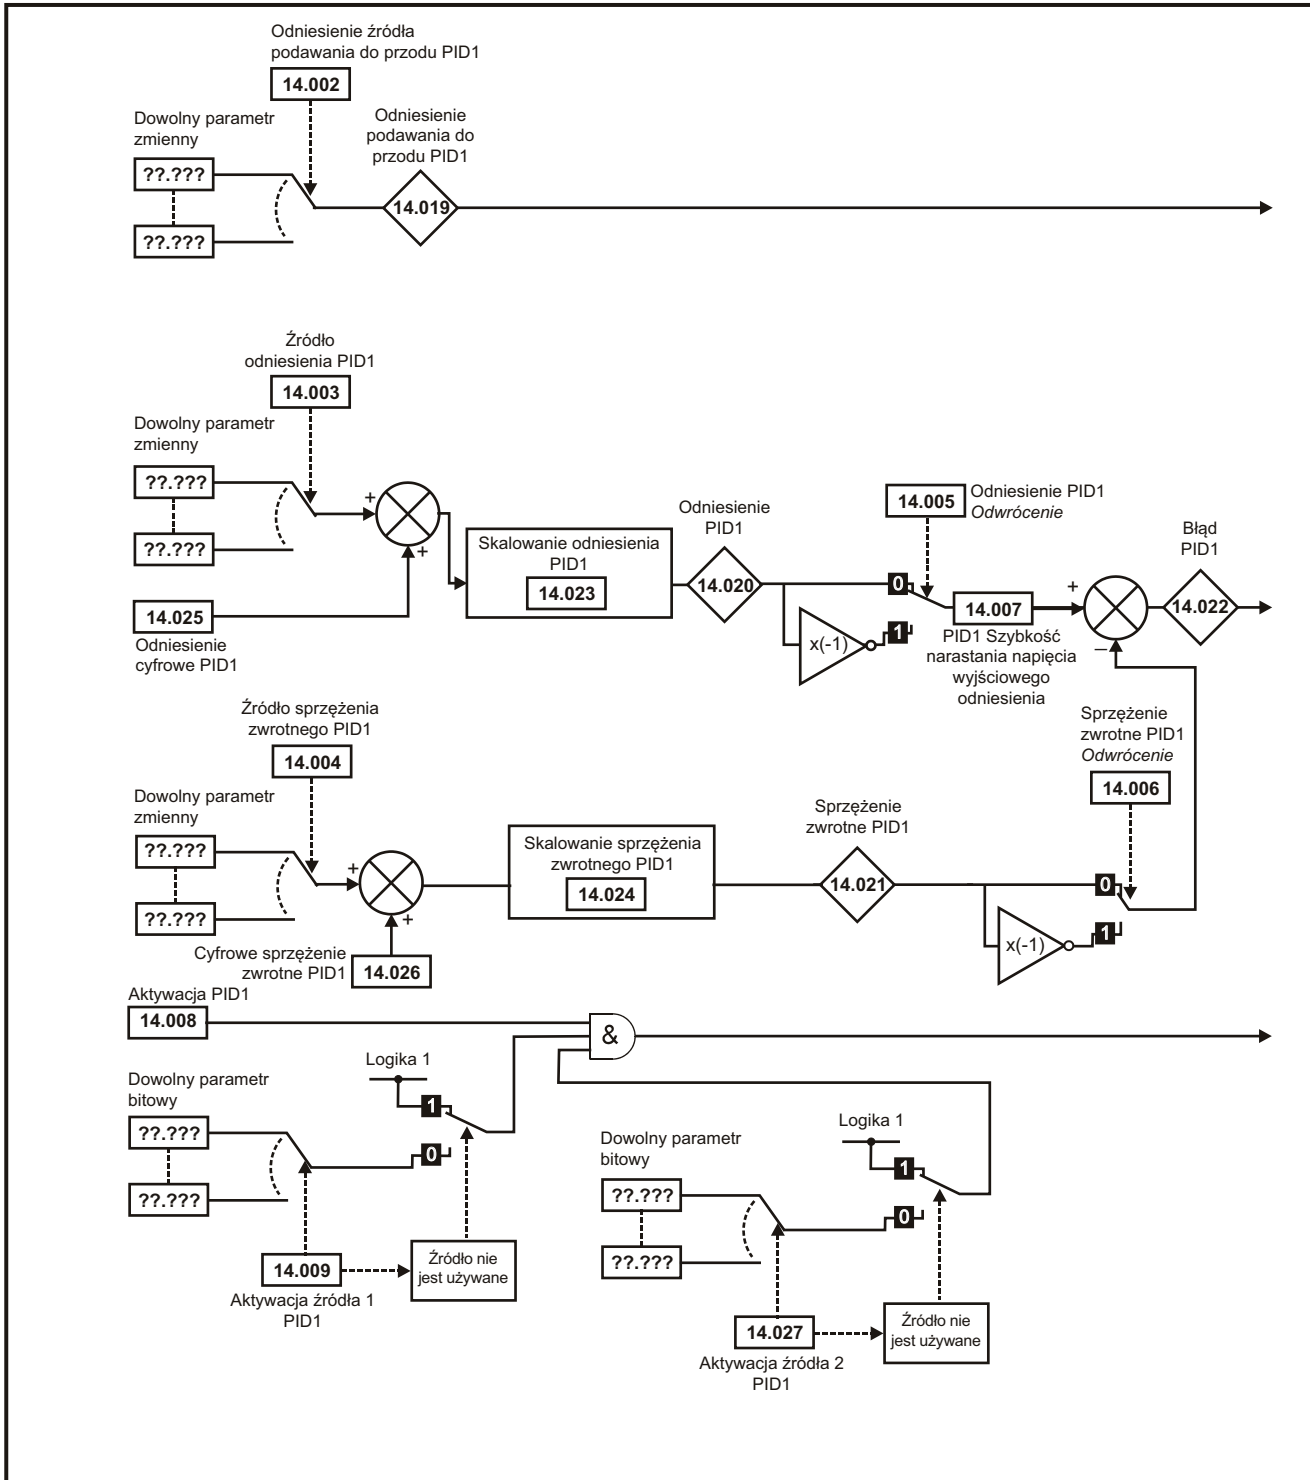 Odniesienie źródła
podawania do przodu PID1
14.002
Dowolny parametr
zmienny
Odniesienie
podawania do
przodu PID1
??.???
14.019
??.???
Źródło
odniesienia PID1
14.003
Dowolny parametr
zmienny
??.???
+
??.???
+
Skalowanie odniesienia
PID1
14.023
Odniesienie
PID1
14.020
14.005
Odniesienie PID1
Odwrócenie
0
1
x(-1)
14.007
PID1 Szybkość
narastania napięcia
wyjściowego
odniesienia
+
–
Błąd
PID1
14.022
14.025
Odniesienie
cyfrowe PID1
Źródło sprzężenia
zwrotnego PID1
14.004
Dowolny parametr
zmienny
??.???
+
??.???
+
Cyfrowe sprzężenie
zwrotne PID1
14.026
Skalowanie sprzężenia
zwrotnego PID1
14.024
Sprzężenie
zwrotne PID1
14.021
Sprzężenie
zwrotne PID1
Odwrócenie
14.006
0
1
x(-1)
Aktywacja PID1
14.008
&
Logika 1
Dowolny parametr
bitowy
1
??.???
0
??.???
14.009
Aktywacja źródła 1
PID1
Źródło nie
jest używane
Logika 1
Dowolny parametr
bitowy
1
??.???
0
??.???
14.027
Aktywacja źródła 2
PID1
Źródło nie
jest używane